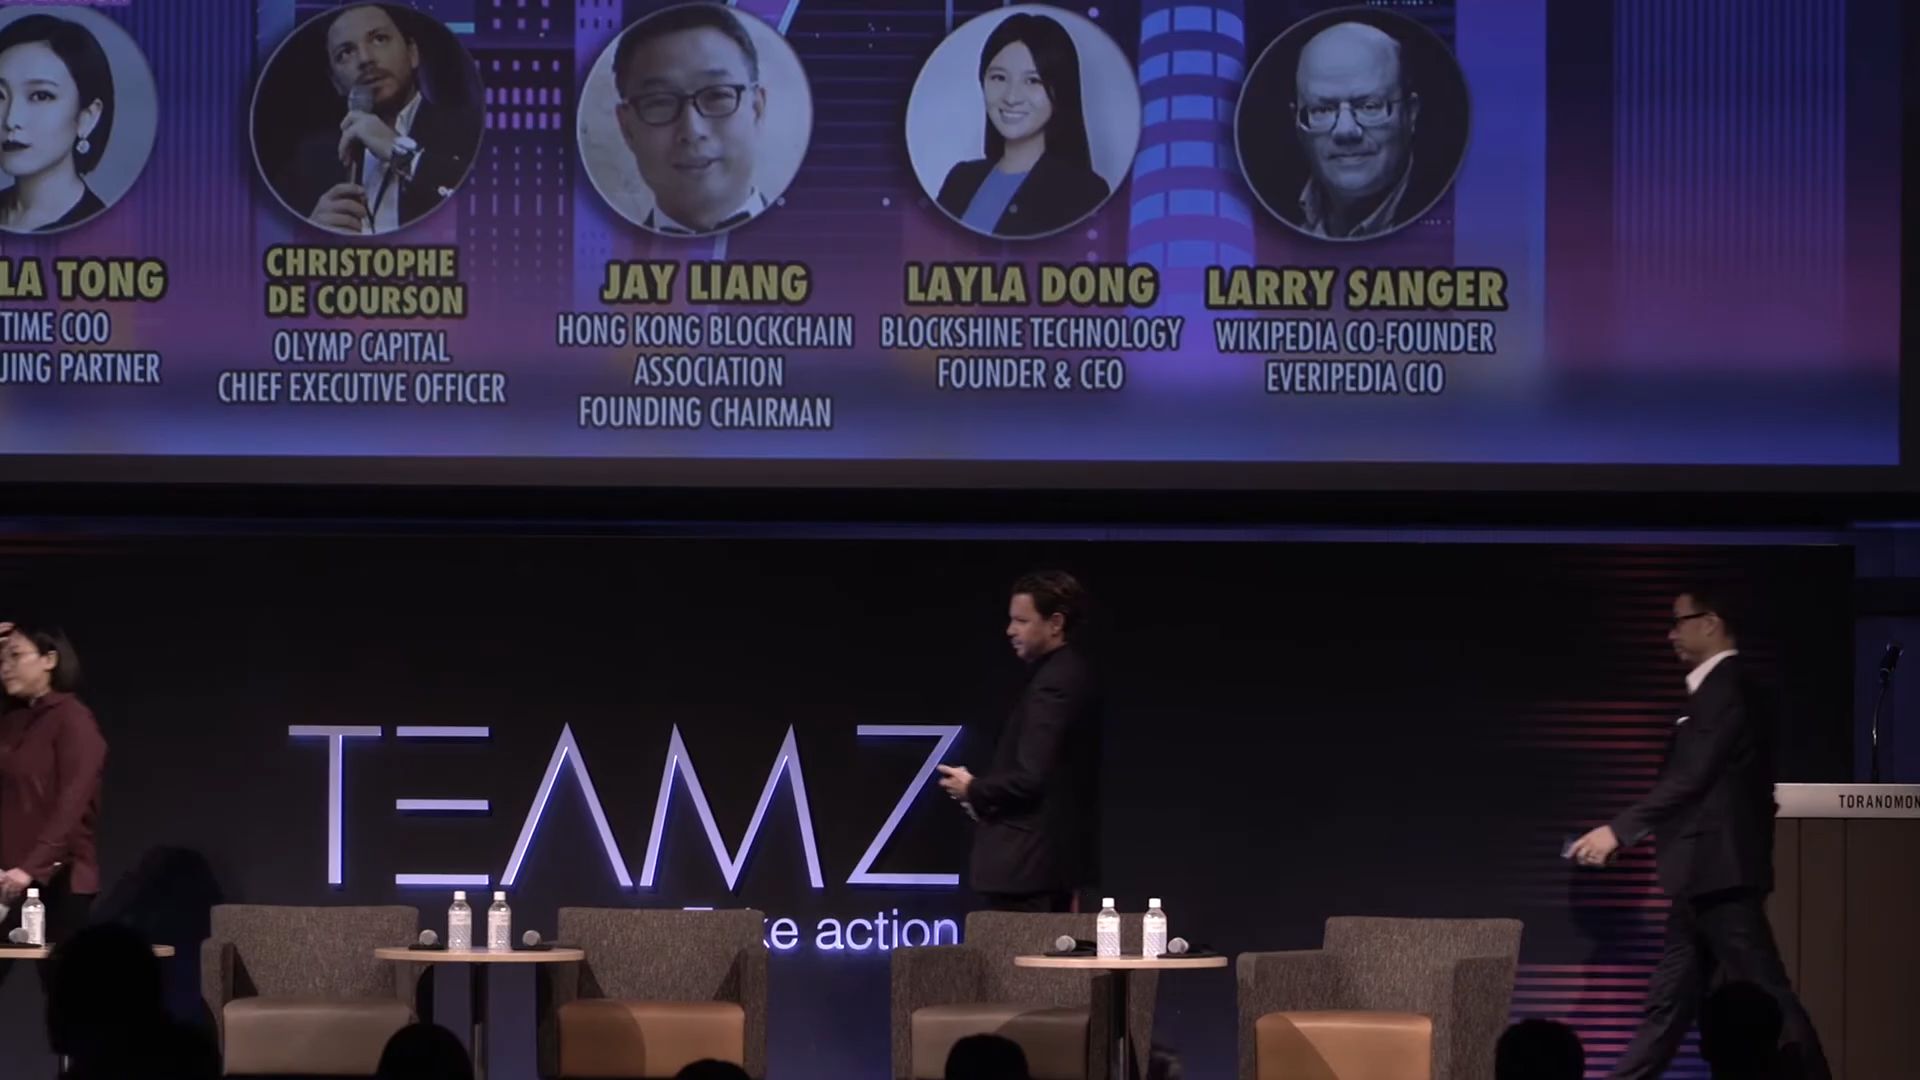 LA TONG
TIME COO
JING PARTNER
CHRISTOPHE
DE COURSON
OLYMP CAPITAL
CHIEF EXECUTIVE OFFICER
JAY LIANG
HONG KONG BLOCKCHAIN
ASSOCIATION
FOUNDING CHAIRMAN
LAYLA DONG
BLOCKSHINE TECHNOLOGY
FOUNDER & CEO
LARRY SANGER
WIKIPEDIA CO-FOUNDER
EVERIPEDIA CIO
TEAMZ
ke action
TORANOMON